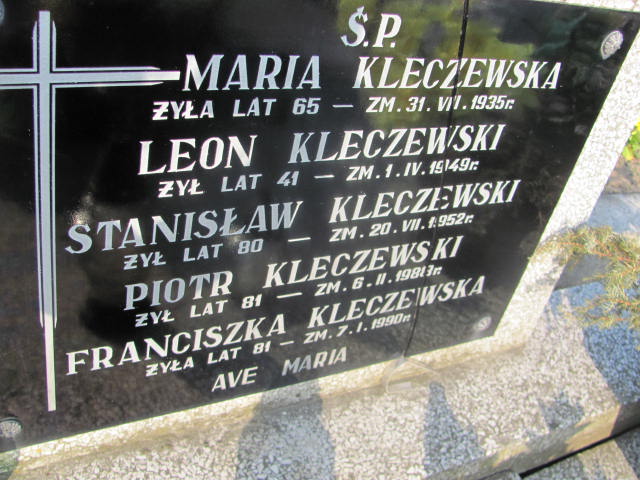 Ś.P.
MARIA KLECZEWSKA
ŻYŁA LAT 65 — ZM. 31. VII. 1935r.
LEON KLECZEWSKI
ŻYŁ LAT 41 — ZM. 1. IV. 1949r.
STANISŁAW KLECZEWSKI
ŻYŁ LAT 80 — ZM. 20. VII. 1952r.
PIOTR KLECZEWSKI
ŻYŁ LAT 81 — ZM. 6. II.
FRANCISZKA KLECZEWSKA
ŻYŁA LAT 81 — ZM. 7. I. 1990r.
AVE MARIA